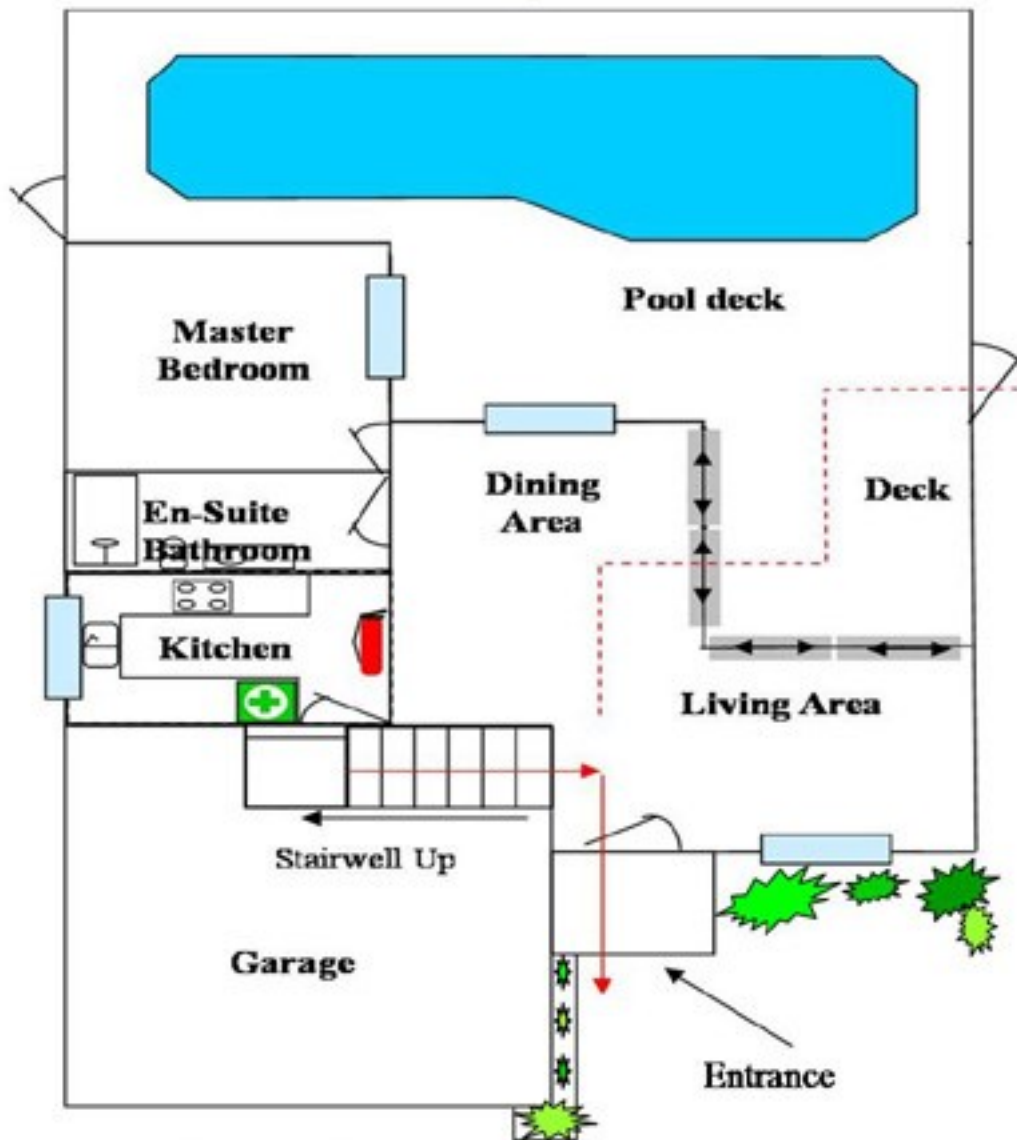 Pool deck
Master
Bedroom
Dining
Area
Deck
En-Suite
Bathroom
Kitchen
Living Area
Stairwell Up
Garage
Entrance